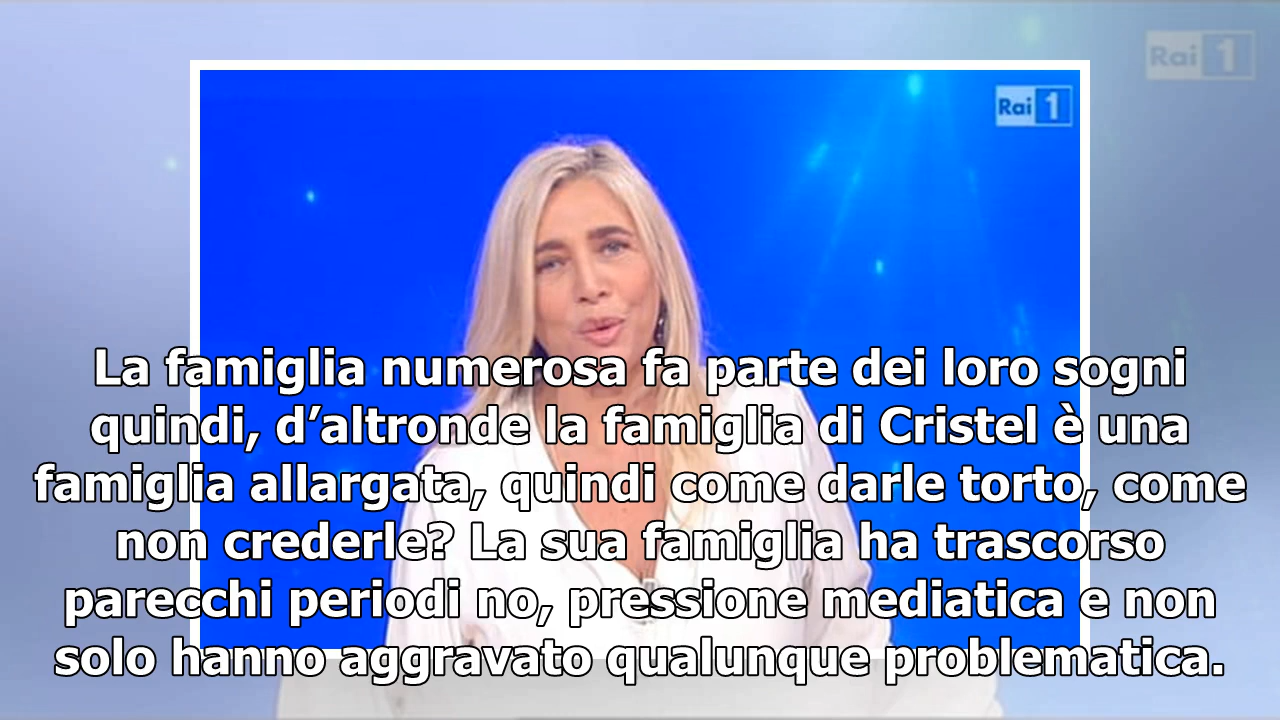 Rai 1
Rai 1
La famiglia numerosa fa parte dei loro sogni
quindi, d’altronde la famiglia di Cristel è una
famiglia allargata, quindi come darle torto, come
non crederle? La sua famiglia ha trascorso
parecchi periodi no, pressione mediatica e non
solo hanno aggravato qualunque problematica.